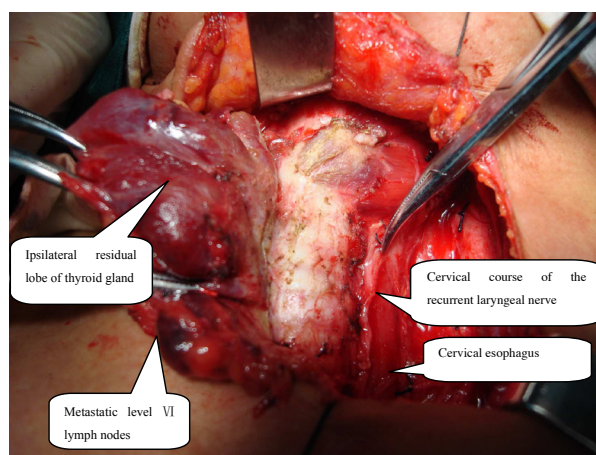 Ipsilateral residual
lobe of thyroid gland
Cervical course of the
recurrent laryngeal nerve
Cervical esophagus
Metastatic level Ⅵ
lymph nodes